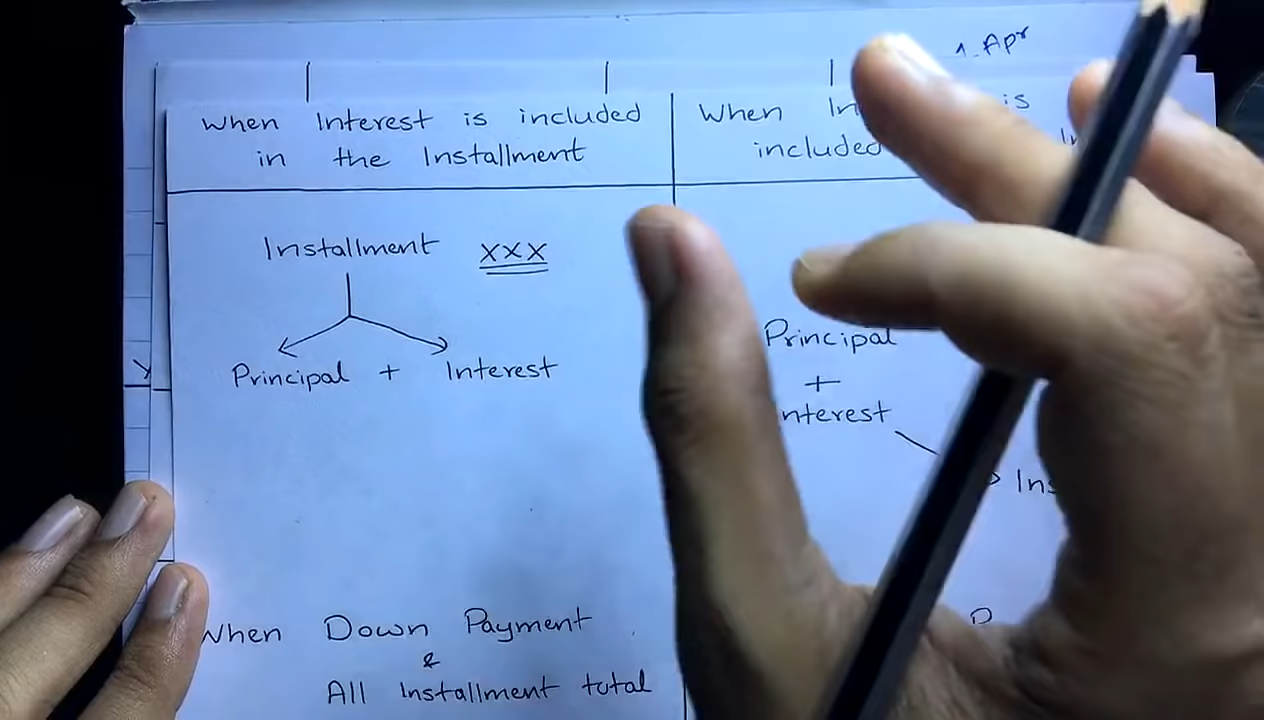 1. Apr
When Interest is included
in the Installment
When is
included
Installment XXX
Principal + Interest
Principal
+
When Down Payment
&
All Installment total